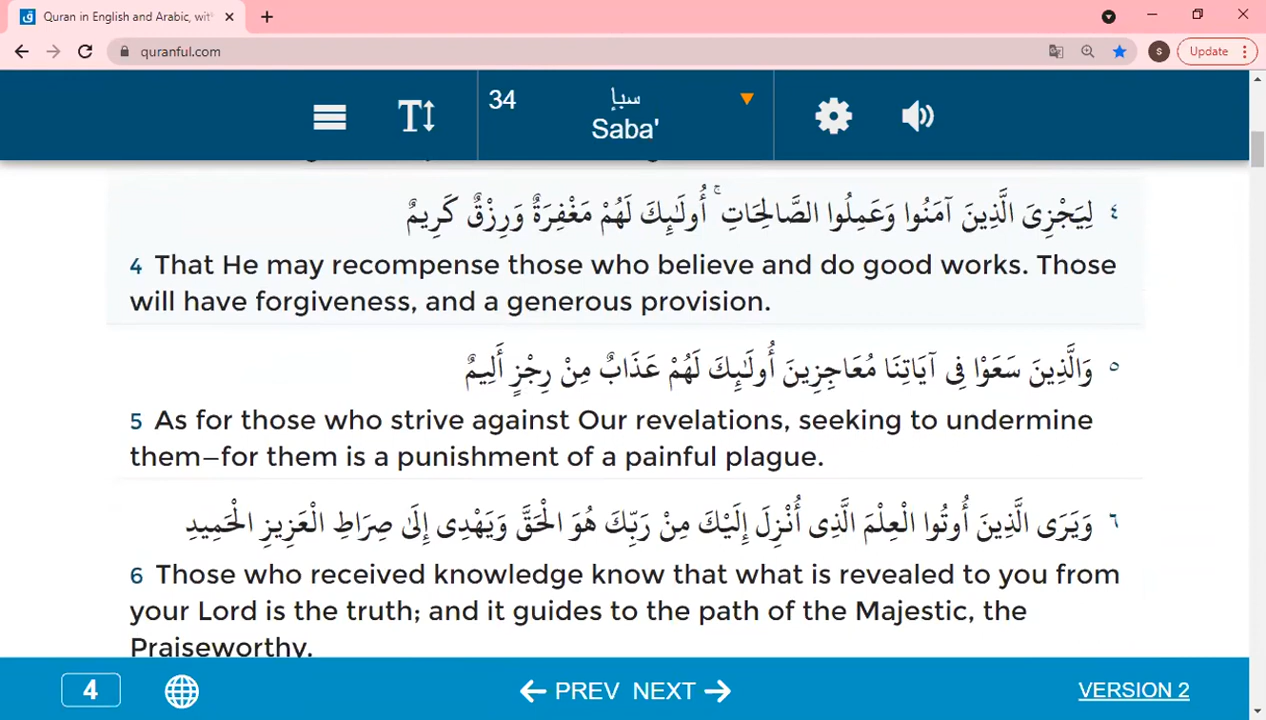 Quran in English and Arabic, wit
quranful.com
Update
34
سبإ
Saba'
٤ لِيَجْزِىَ الَّذِينَ آمَنُوا وَعَمِلُوا الصَّالِحَاتِ ۚ أُولَـٰئِكَ لَهُمْ مَغْفِرَةٌ وَرِزْقٌ كَرِيمٌ
4 That He may recompense those who believe and do good works. Those
will have forgiveness, and a generous provision.
٥ وَالَّذِينَ سَعَوْا فِى آيَاتِنَا مُعَاجِزِينَ أُولَـٰئِكَ لَهُمْ عَذَابٌ مِنْ رِجْزٍ أَلِيمٌ
5 As for those who strive against Our revelations, seeking to undermine
them—for them is a punishment of a painful plague.
٦ وَيَرَى الَّذِينَ أُوتُوا الْعِلْمَ الَّذِى أُنْزِلَ إِلَيْكَ مِنْ رَبِّكَ هُوَ الْحَقَّ وَيَهْدِى إِلَىٰ صِرَاطِ الْعَزِيزِ الْحَمِيدِ
6 Those who received knowledge know that what is revealed to you from
your Lord is the truth; and it guides to the path of the Majestic, the
Praiseworthy.
4
PREV NEXT
VERSION 2